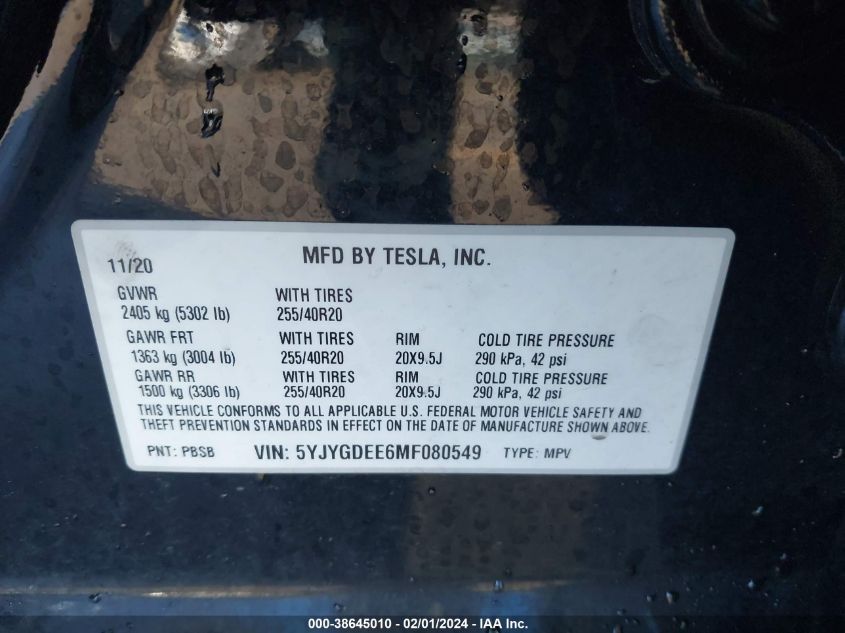 MFD BY TESLA, INC.
11/20
GVWR WITH TIRES
2405 kg (5302 lb) 255/40R20
GAWR FRT WITH TIRES RIM COLD TIRE PRESSURE
1363 kg (3004 lb) 255/40R20 20X9.5J 290 kPa, 42 psi
GAWR RR WITH TIRES RIM COLD TIRE PRESSURE
1500 kg (3306 lb) 255/40R20 20X9.5J 290 kPa, 42 psi
THIS VEHICLE CONFORMS TO ALL APPLICABLE U.S. FEDERAL MOTOR VEHICLE SAFETY AND
THEFT PREVENTION STANDARDS IN EFFECT ON THE DATE OF MANUFACTURE SHOWN ABOVE.
PNT: PBSB VIN: 5YJYGDEE6MF080549 TYPE: MPV
000-38645010 - 02/01/2024 - IAA Inc.